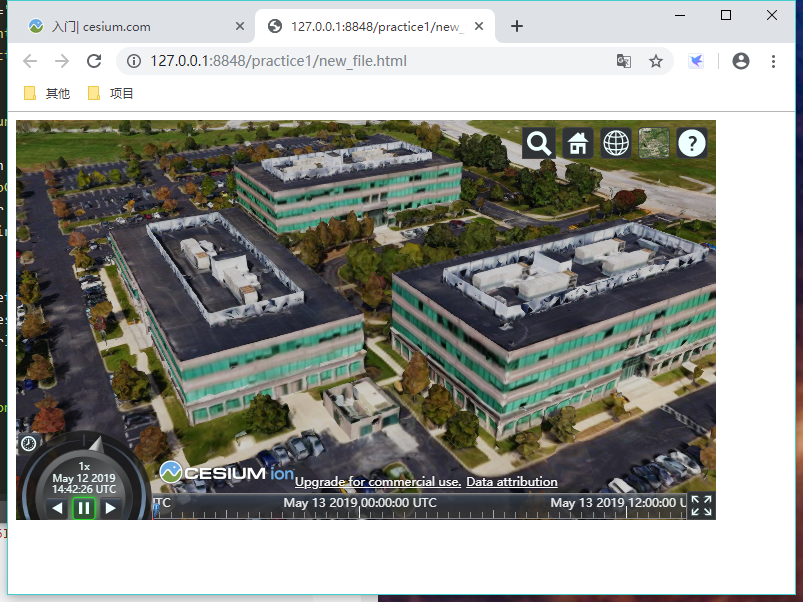 入门| cesium.com
127.0.0.1:8848/practice1/new_
127.0.0.1:8848/practice1/new_file.html
其他
项目
?
1x
May 12 2019
14:42:26 UTC
CESIUM ion
Upgrade for commercial use. Data attribution
UTC
May 13 2019,00:00:00 UTC
May 13 2019,12:00:00 U